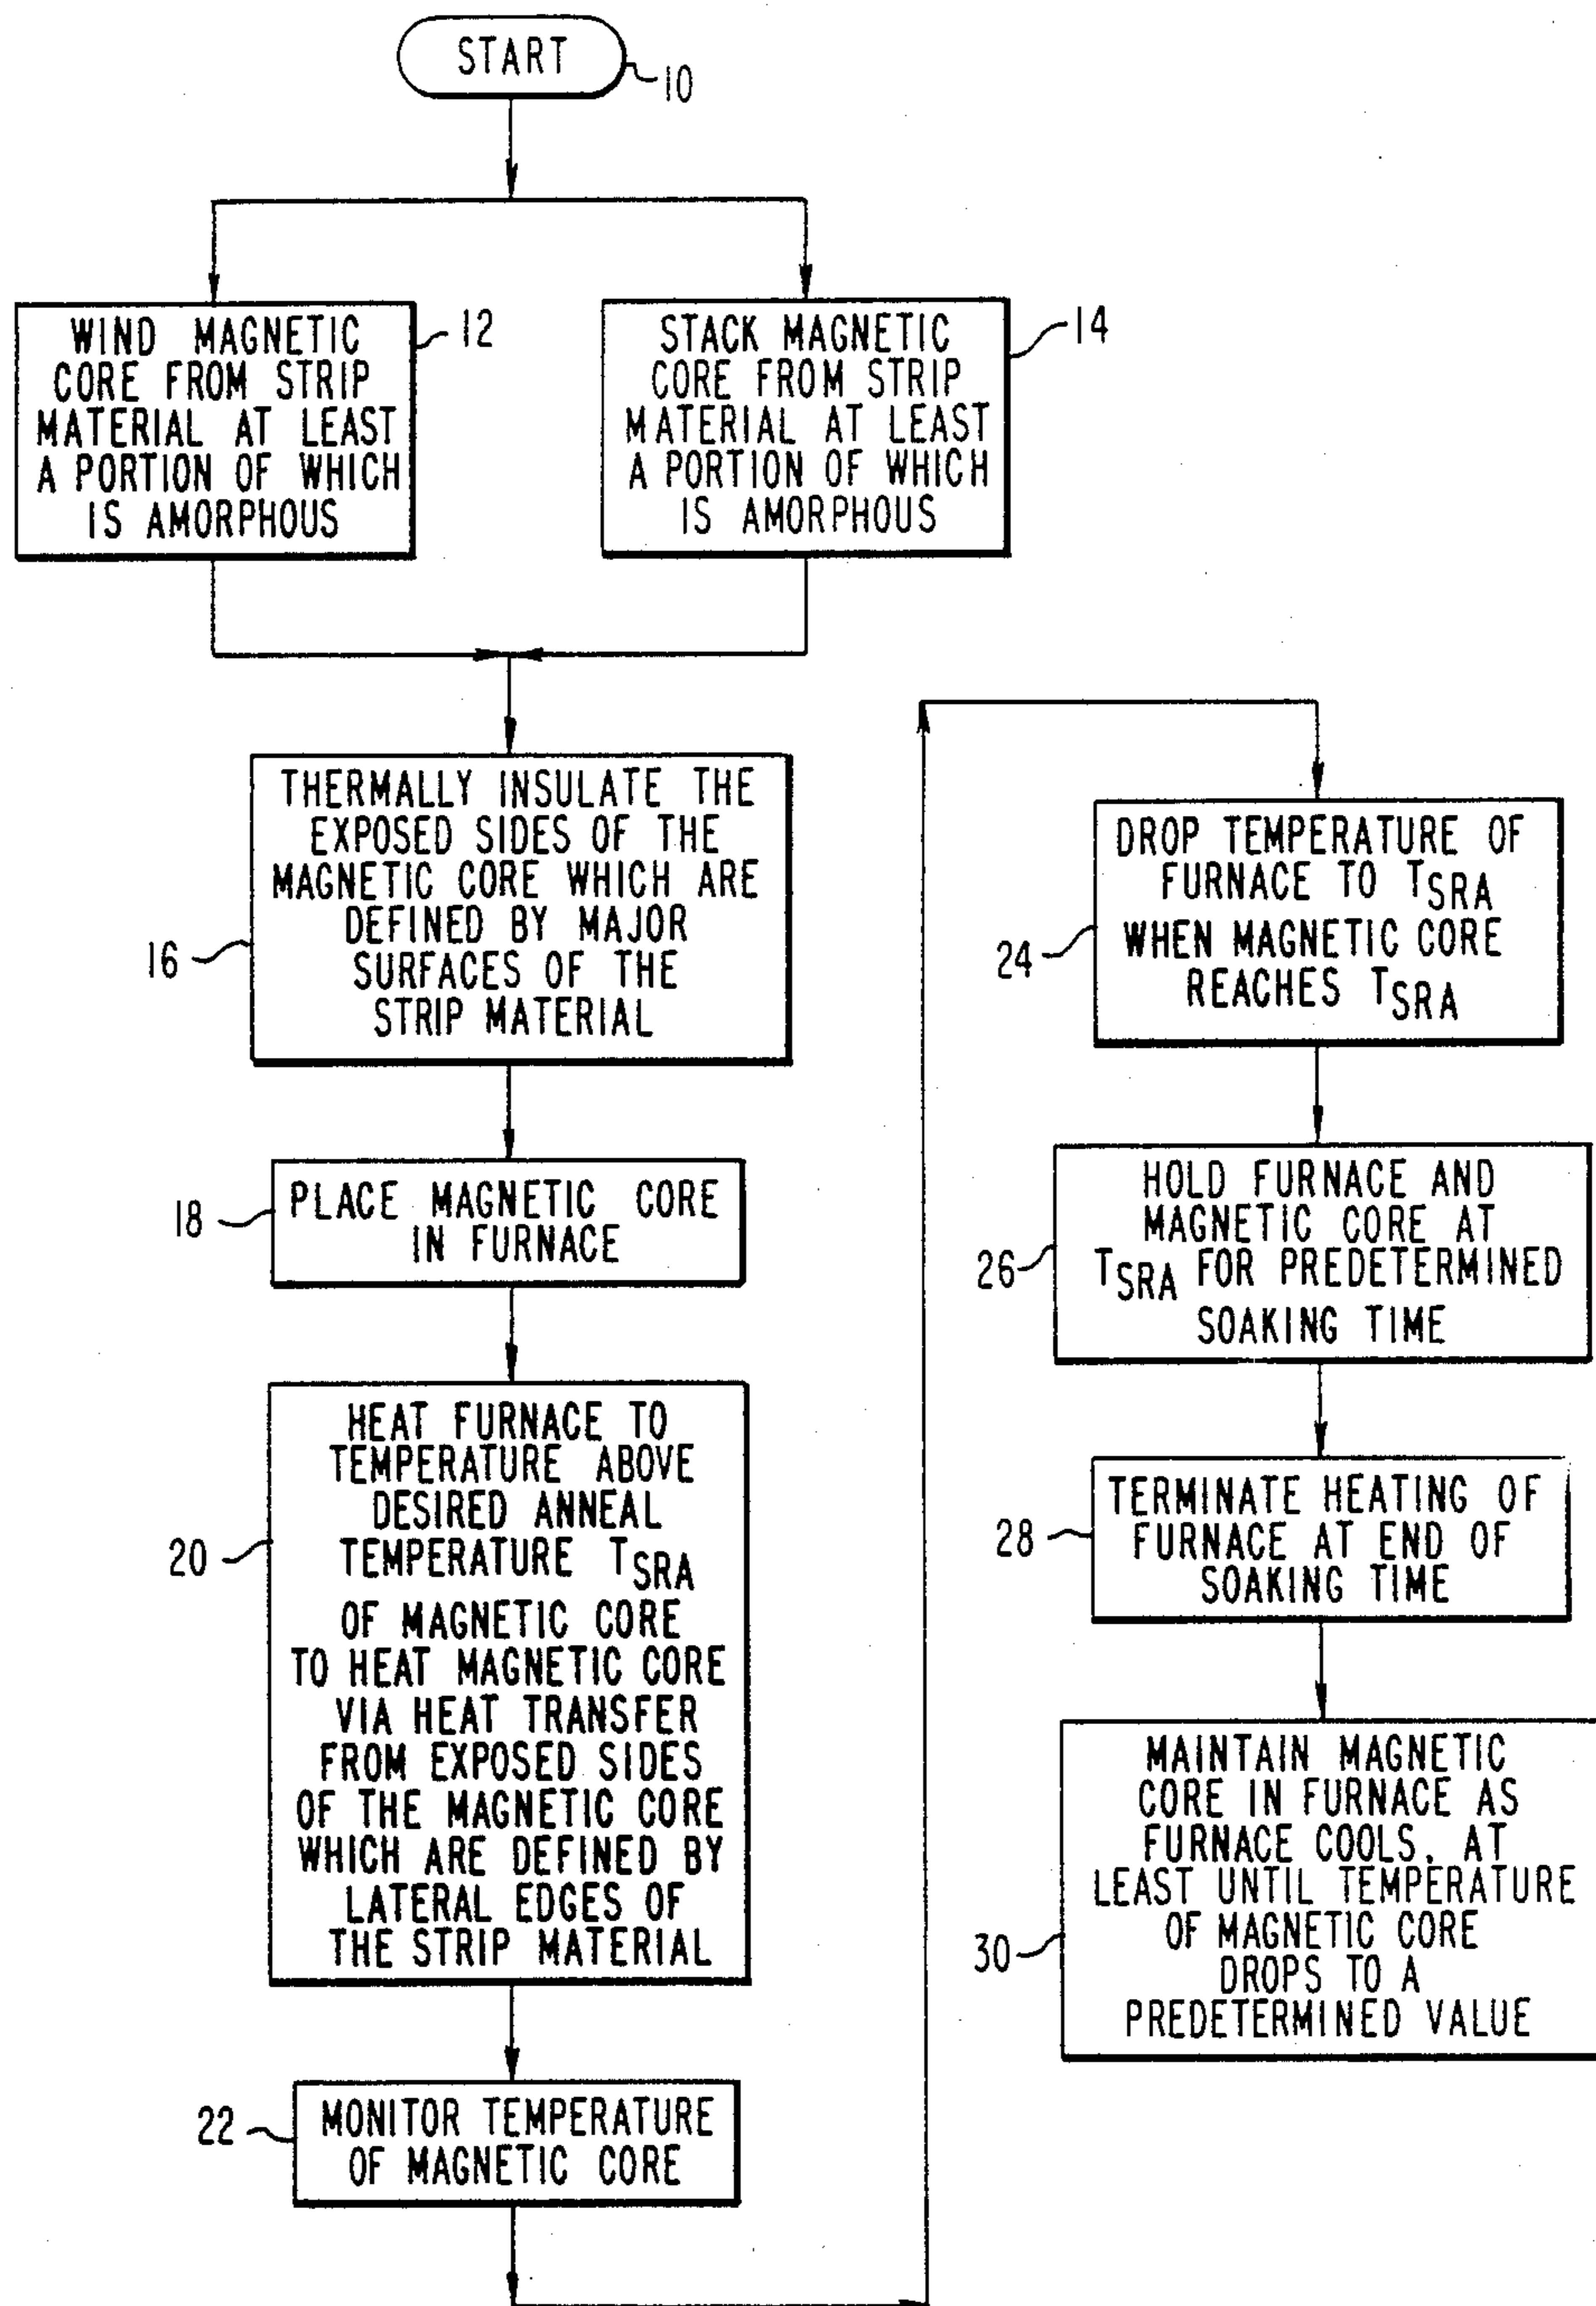 START
10
WIND MAGNETIC
CORE FROM STRIP
MATERIAL AT LEAST
A PORTION OF WHICH
IS AMORPHOUS
12
STACK MAGNETIC
CORE FROM STRIP
MATERIAL AT LEAST
A PORTION OF WHICH
IS AMORPHOUS
14
THERMALLY INSULATE THE
EXPOSED SIDES OF THE
MAGNETIC CORE WHICH ARE
DEFINED BY MAJOR
SURFACES OF THE
STRIP MATERIAL
16
PLACE MAGNETIC CORE
IN FURNACE
18
HEAT FURNACE TO
TEMPERATURE ABOVE
DESIRED ANNEAL
TEMPERATURE TSRA
OF MAGNETIC CORE
TO HEAT MAGNETIC CORE
VIA HEAT TRANSFER
FROM EXPOSED SIDES
OF THE MAGNETIC CORE
WHICH ARE DEFINED BY
LATERAL EDGES OF
THE STRIP MATERIAL
20
MONITOR TEMPERATURE
OF MAGNETIC CORE
22
DROP TEMPERATURE OF
FURNACE TO TSRA
WHEN MAGNETIC CORE
REACHES TSRA
24
HOLD FURNACE AND
MAGNETIC CORE AT
TSRA FOR PREDETERMINED
SOAKING TIME
26
TERMINATE HEATING OF
FURNACE AT END OF
SOAKING TIME
28
MAINTAIN MAGNETIC
CORE IN FURNACE AS
FURNACE COOLS, AT
LEAST UNTIL TEMPERATURE
OF MAGNETIC CORE
DROPS TO A
PREDETERMINED VALUE
30